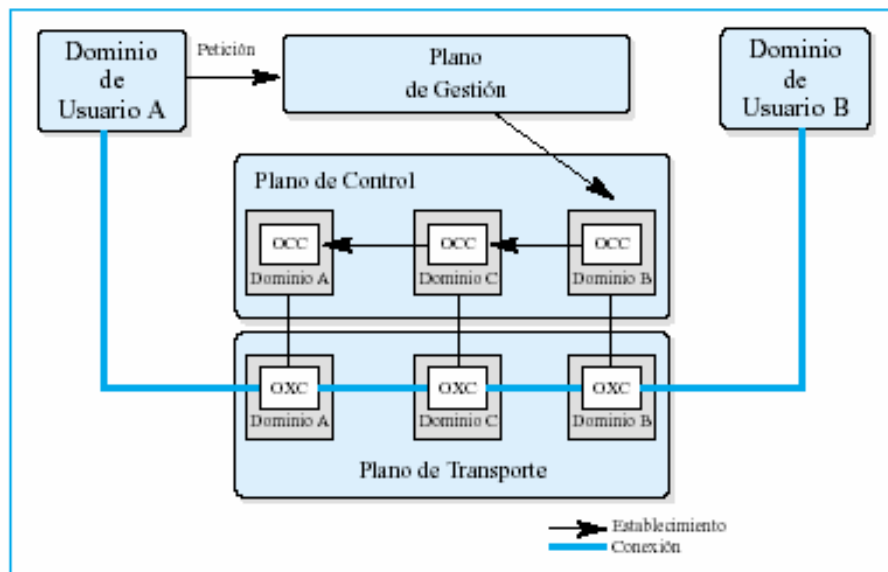 Dominio
de
Usuario A
Petición
Plano
de Gestión
Dominio
de
Usuario B
Plano de Control
OCC
OCC
OCC
Dominio A
Dominio C
Dominio B
OXC
OXC
OXC
Dominio A
Dominio C
Dominio B
Plano de Transporte
Establecimiento
Conexión